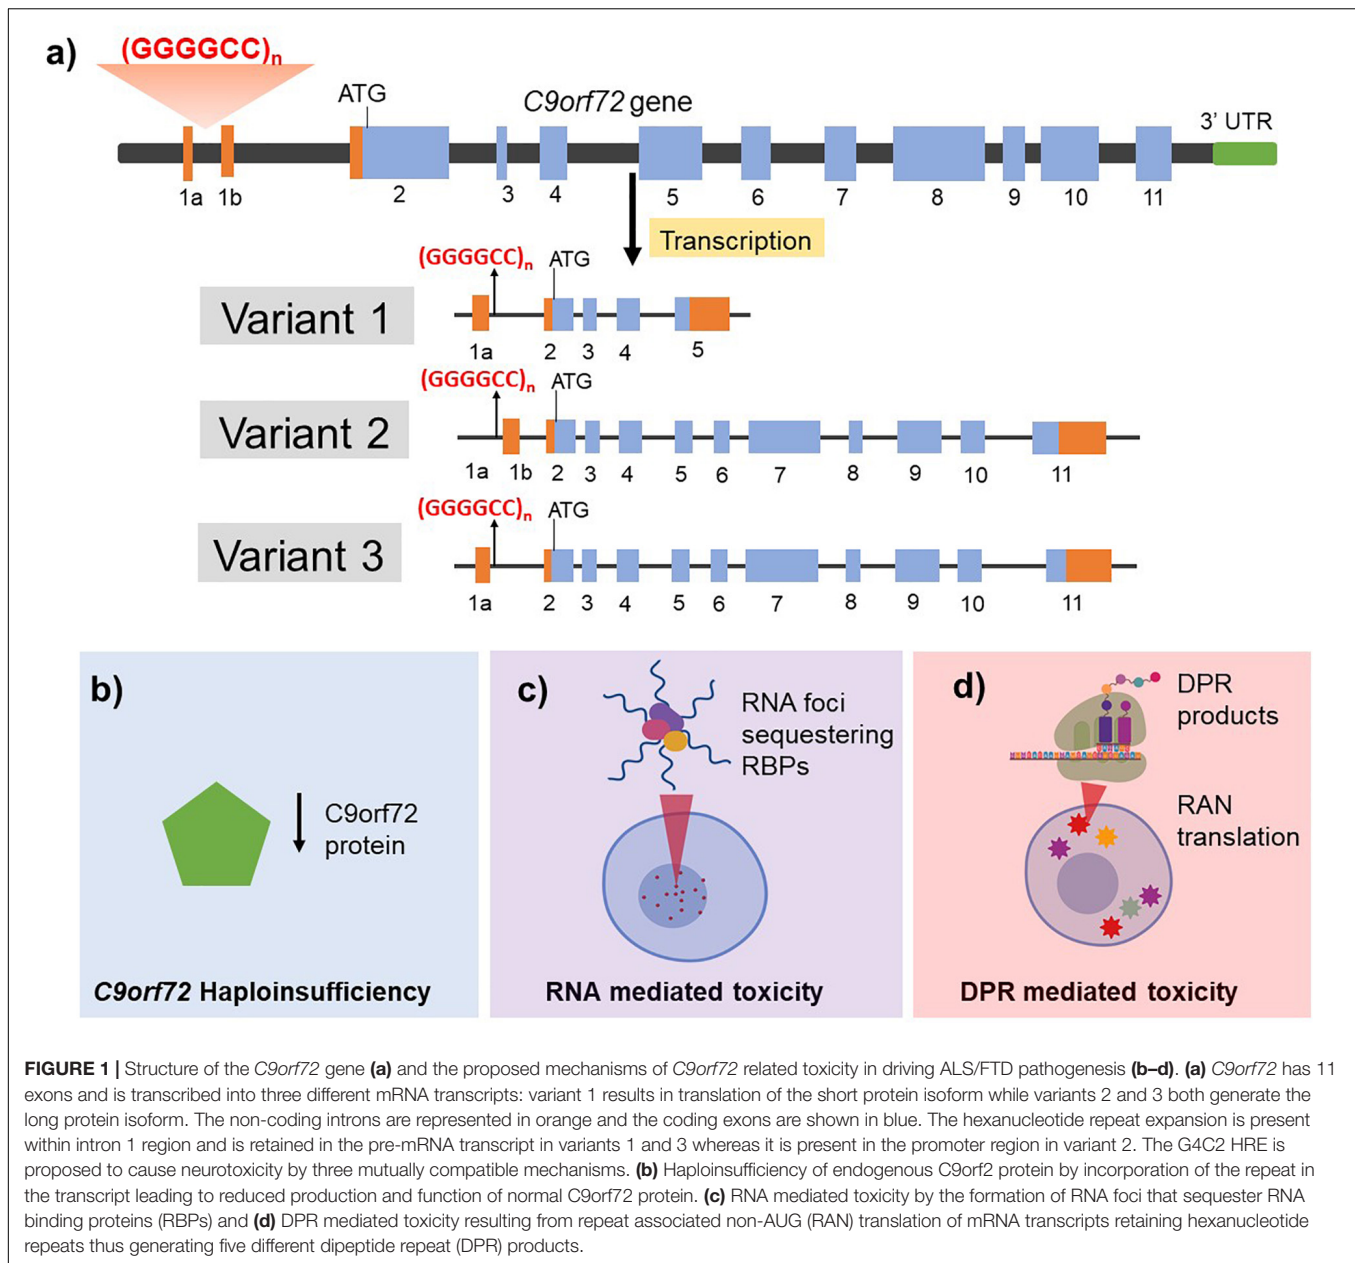 a)
(GGGGCC)n
ATG
C9orf72 gene
3' UTR
1a 1b 2 3 4 5 6 7 8 9 10 11
Transcription
(GGGGCC)n
ATG
Variant 1
1a 2 3 4 5
(GGGGCC)n
ATG
Variant 2
1a 1b 2 3 4 5 6 7 8 9 10 11
(GGGGCC)n
ATG
Variant 3
1a 2 3 4 5 6 7 8 9 10 11
b)
C9orf72
protein
C9orf72 Haploinsufficiency
c)
RNA foci
sequestering
RBPs
RNA mediated toxicity
d)
DPR
products
RAN
translation
DPR mediated toxicity
FIGURE 1 | Structure of the C9orf72 gene (a) and the proposed mechanisms of C9orf72 related toxicity in driving ALS/FTD pathogenesis (b–d). (a) C9orf72 has 11
exons and is transcribed into three different mRNA transcripts: variant 1 results in translation of the short protein isoform while variants 2 and 3 both generate the
long protein isoform. The non-coding introns are represented in orange and the coding exons are shown in blue. The hexanucleotide repeat expansion is present
within intron 1 region and is retained in the pre-mRNA transcript in variants 1 and 3 whereas it is present in the promoter region in variant 2. The G4C2 HRE is
proposed to cause neurotoxicity by three mutually compatible mechanisms. (b) Haploinsufficiency of endogenous C9orf2 protein by incorporation of the repeat in
the transcript leading to reduced production and function of normal C9orf72 protein. (c) RNA mediated toxicity by the formation of RNA foci that sequester RNA
binding proteins (RBPs) and (d) DPR mediated toxicity resulting from repeat associated non-AUG (RAN) translation of mRNA transcripts retaining hexanucleotide
repeats thus generating five different dipeptide repeat (DPR) products.